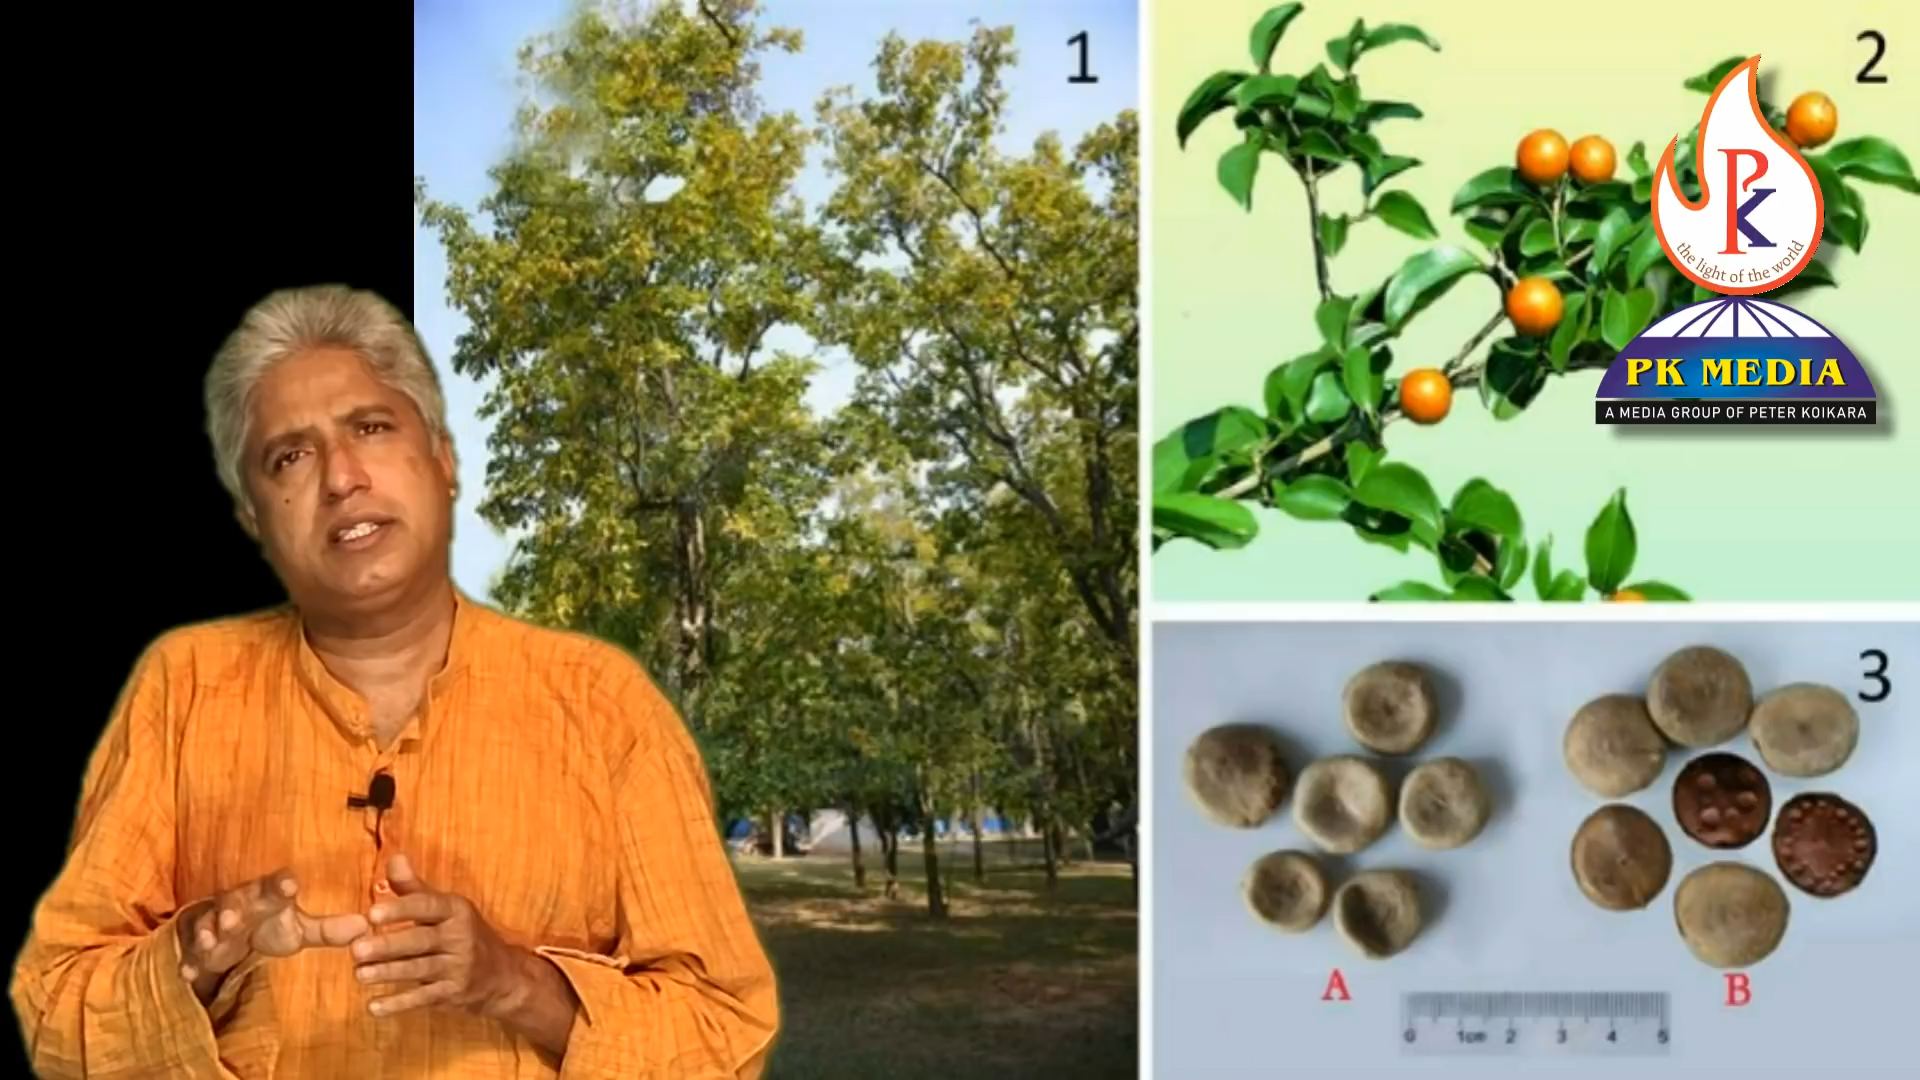 1
2
PK
the light of the world
PK MEDIA
A MEDIA GROUP OF PETER KOIKARA
3
A
B
0 1cm 2 3 4 5